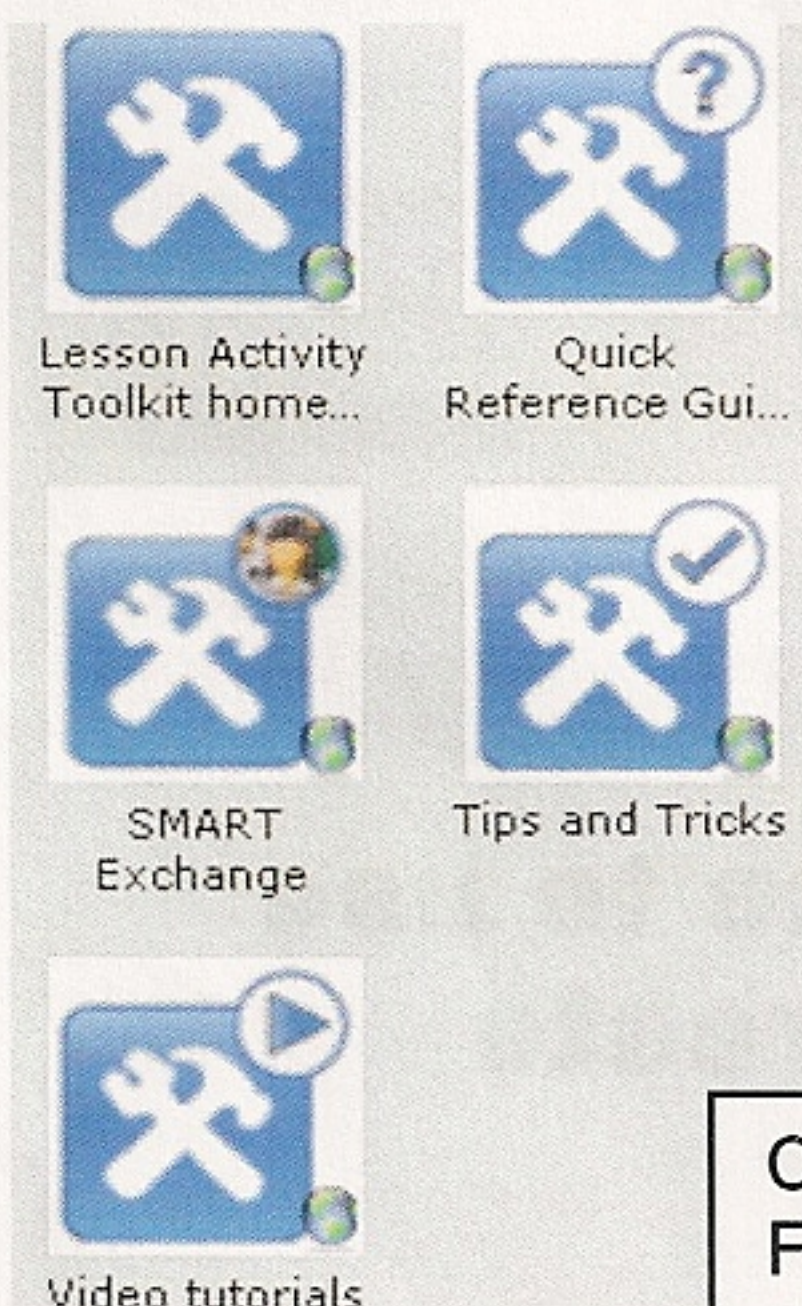 Lesson Activity
Toolkit home...
Quick
Reference Gui...
SMART
Exchange
Tips and Tricks
Video tutorials